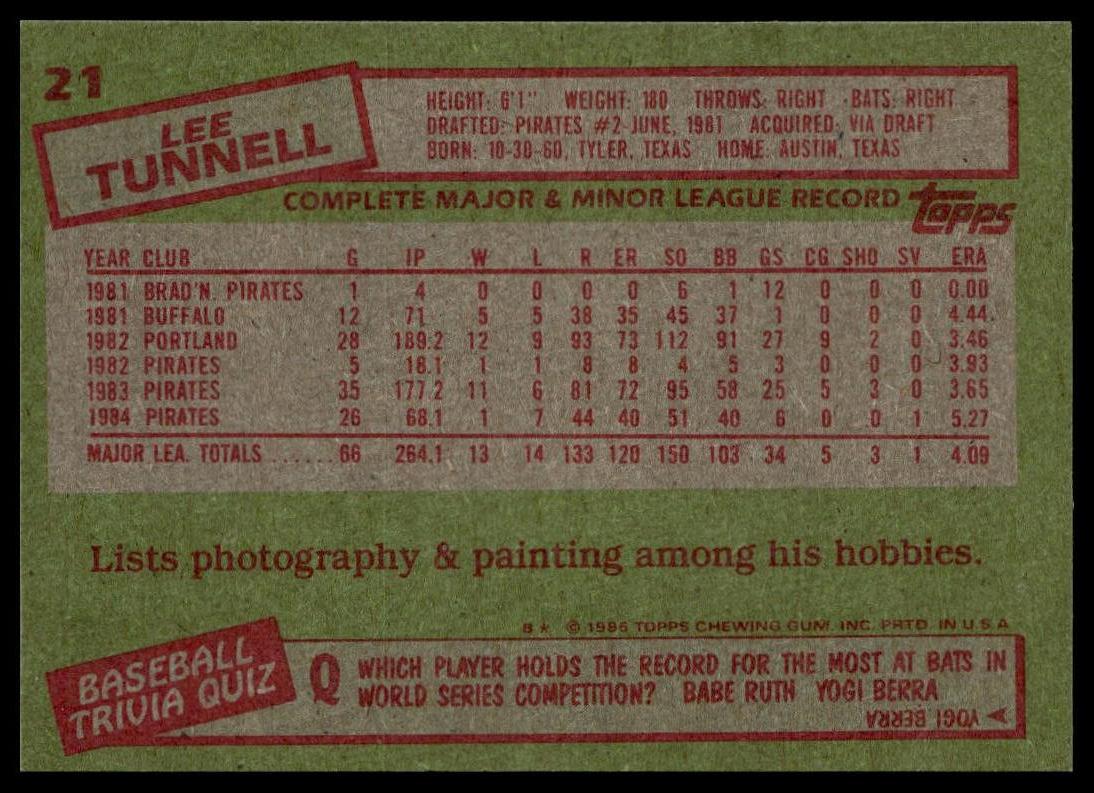 21
LEE
TUNNELL
HEIGHT: 6'1" WEIGHT: 180 THROWS: RIGHT BATS: RIGHT
DRAFTED: PIRATES #2-JUNE, 1981 ACQUIRED: VIA DRAFT
BORN: 10-30-60, TYLER, TEXAS HOME: AUSTIN, TEXAS
COMPLETE MAJOR & MINOR LEAGUE RECORD topps
YEAR CLUB G IP W L R ER SO BB GS CG SHO SV ERA
1981 BRAD'N. PIRATES 1 4 0 0 0 0 6 1 12 0 0 0 0.00
1981 BUFFALO 12 71 5 5 38 35 45 37 1 0 0 0 4.44
1982 PORTLAND 28 189.2 12 9 93 73 112 91 27 9 2 0 3.46
1982 PIRATES 5 18.1 1 1 8 8 4 5 3 0 0 0 3.93
1983 PIRATES 35 177.2 11 6 81 72 95 58 25 5 3 0 3.65
1984 PIRATES 26 68.1 1 7 44 40 51 40 6 0 0 1 5.27
MAJOR LEA. TOTALS ...... 66 264.1 13 14 133 120 150 103 34 5 3 1 4.09
Lists photography & painting among his hobbies.
B* © 1985 TOPPS CHEWING GUM, INC. PRTD. IN U.S.A
BASEBALL
TRIVIA QUIZ
Q WHICH PLAYER HOLDS THE RECORD FOR THE MOST AT BATS IN
WORLD SERIES COMPETITION? BABE RUTH YOGI BERRA
YOGI BERRA